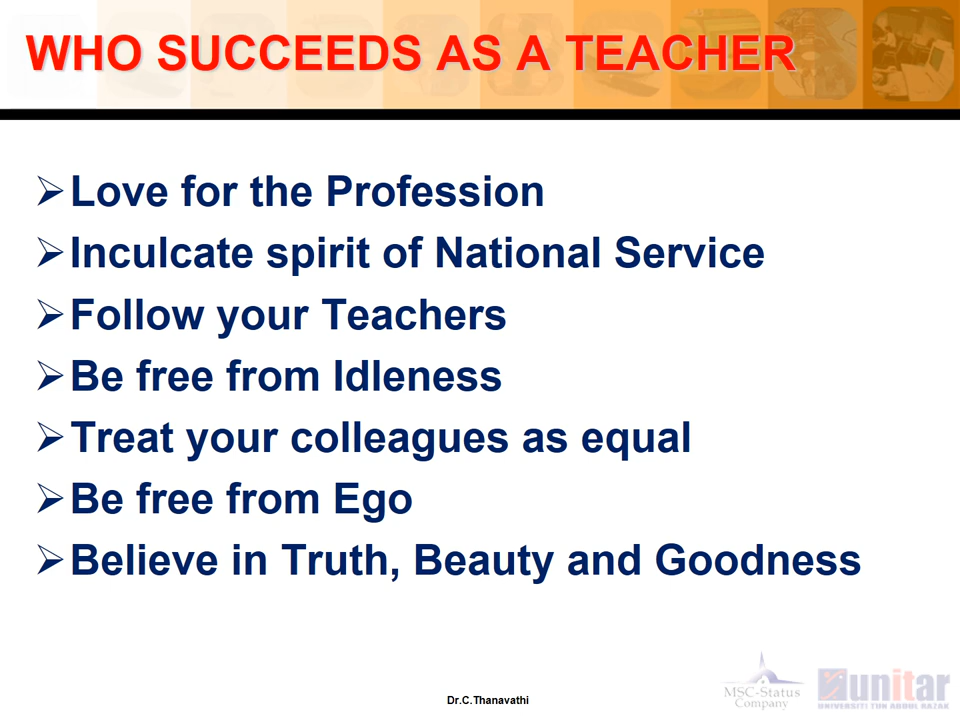 WHO SUCCEEDS AS A TEACHER
Love for the Profession
Inculcate spirit of National Service
Follow your Teachers
Be free from Idleness
Treat your colleagues as equal
Be free from Ego
Believe in Truth, Beauty and Goodness
Dr.C.Thanavathi
MSC-Status
Company
unitar
UNIVERSITI TUN ABDUL RAZAK